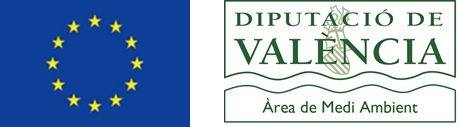 DIPUTACIÓ DE
VALÈNCIA
Àrea de Medi Ambient